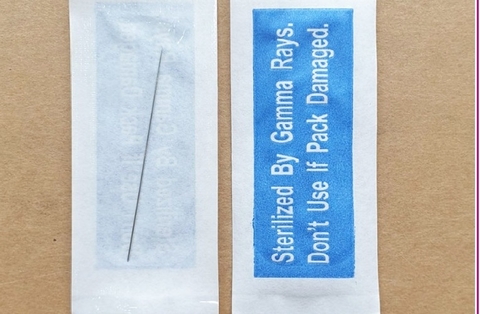 Sterilized By Gamma Rays.
Don't Use If Pack Damaged.